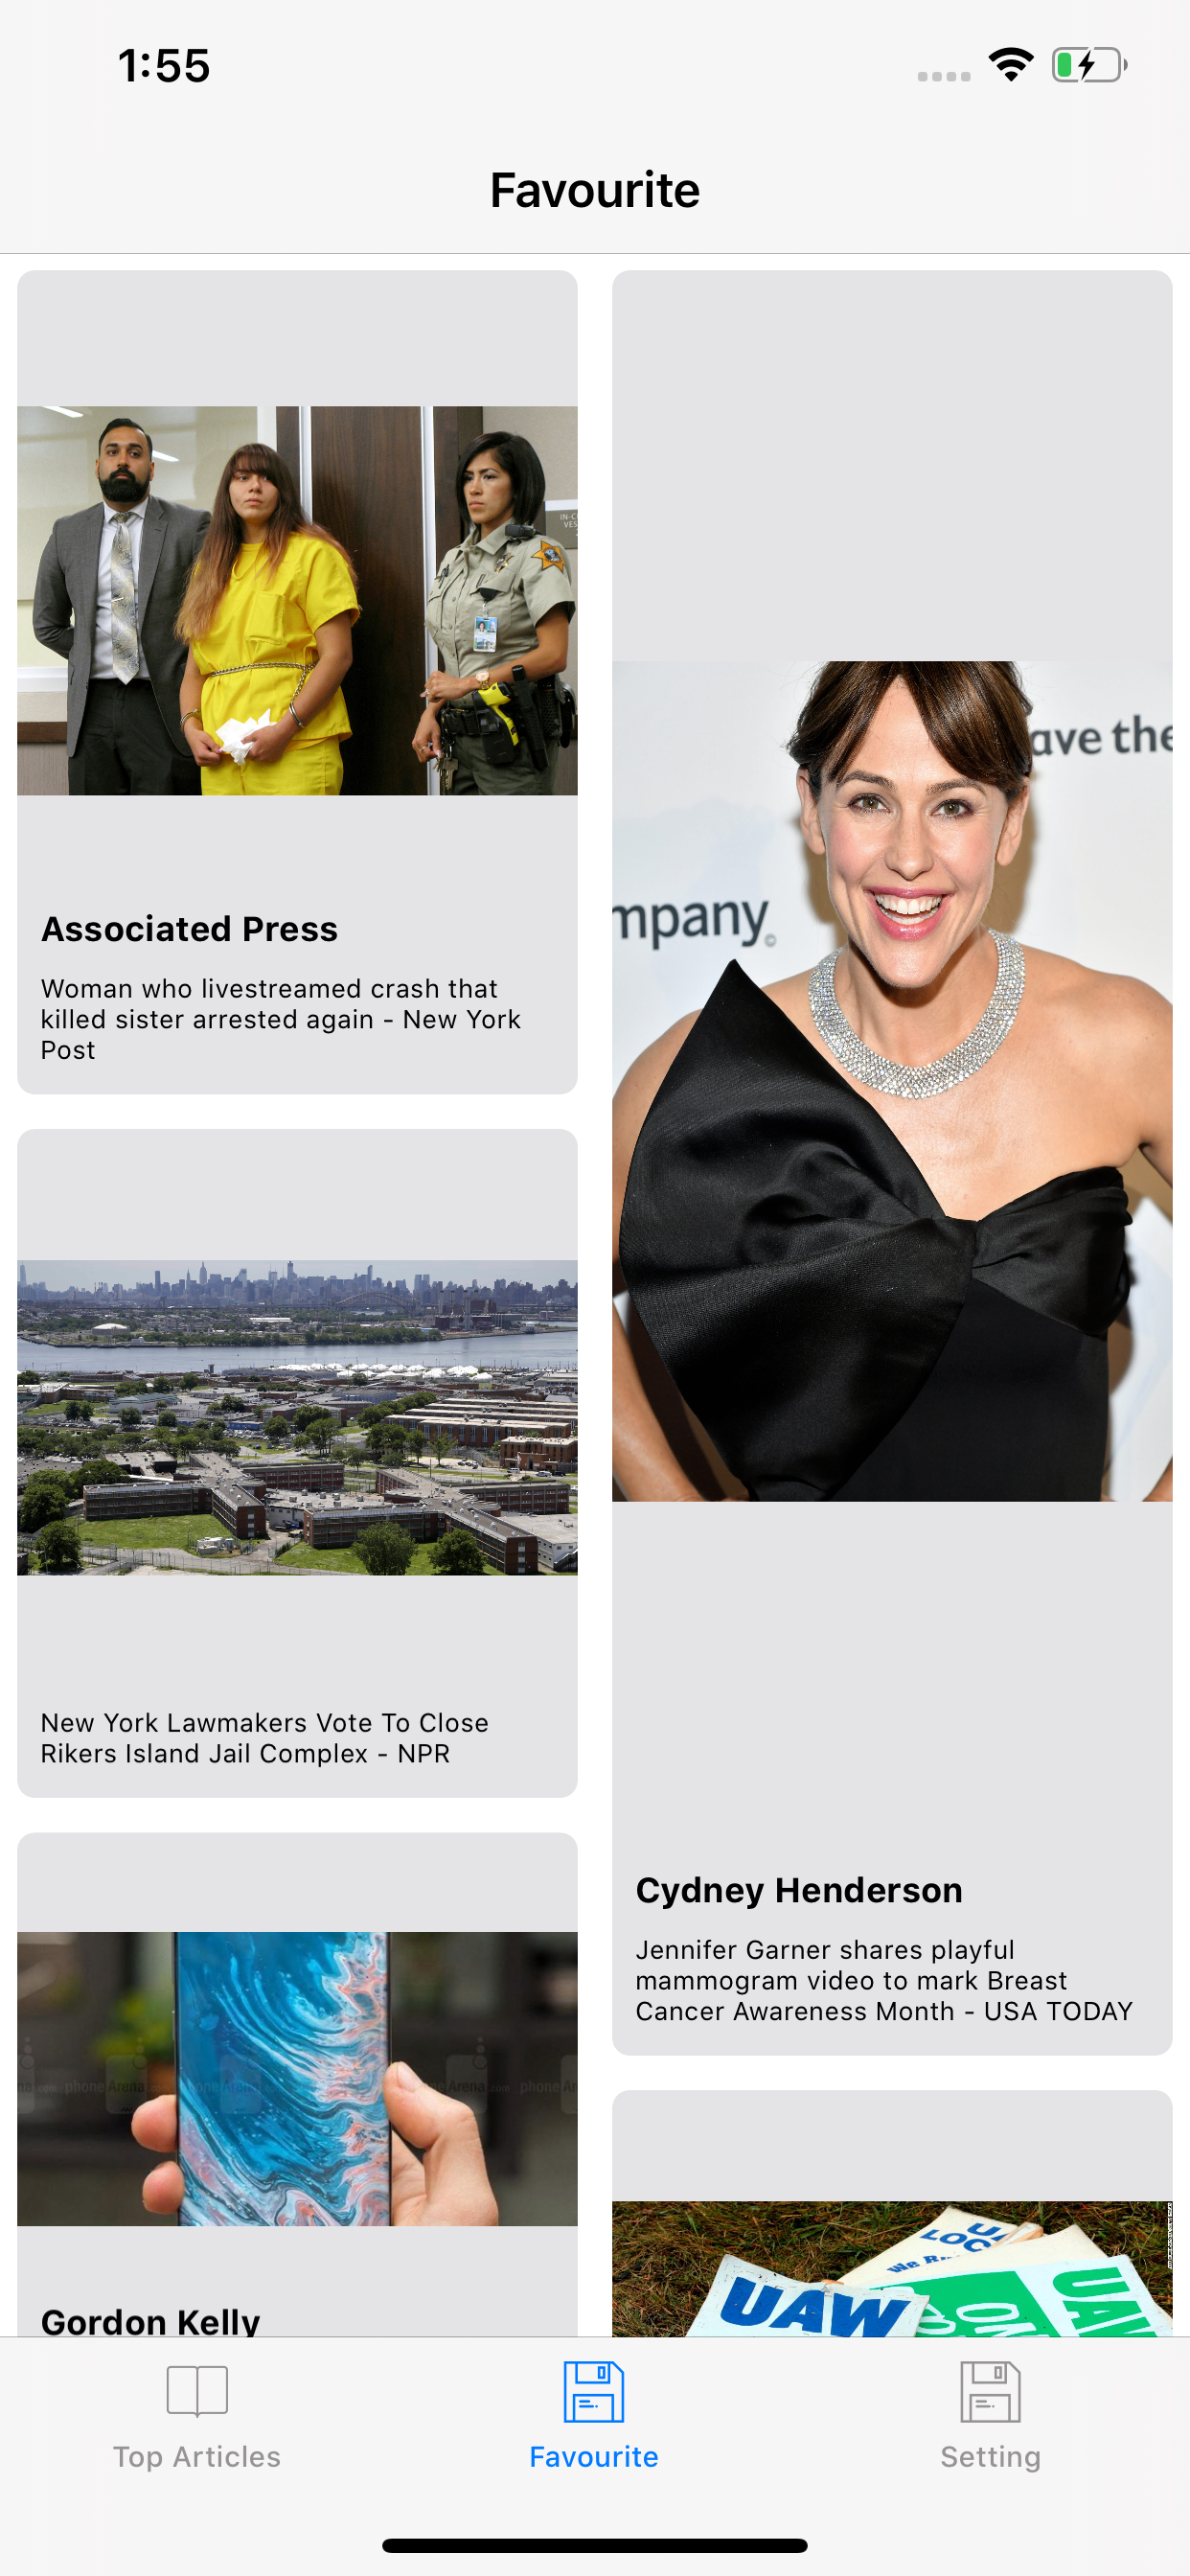 1:55
Favourite
Associated Press
Woman who livestreamed crash that
killed sister arrested again - New York
Post
ave the
mpany
Cydney Henderson
Jennifer Garner shares playful
mammogram video to mark Breast
Cancer Awareness Month - USA TODAY
New York Lawmakers Vote To Close
Rikers Island Jail Complex - NPR
phoneArena
Gordon Kelly
UAW
Top Articles
Favourite
Setting